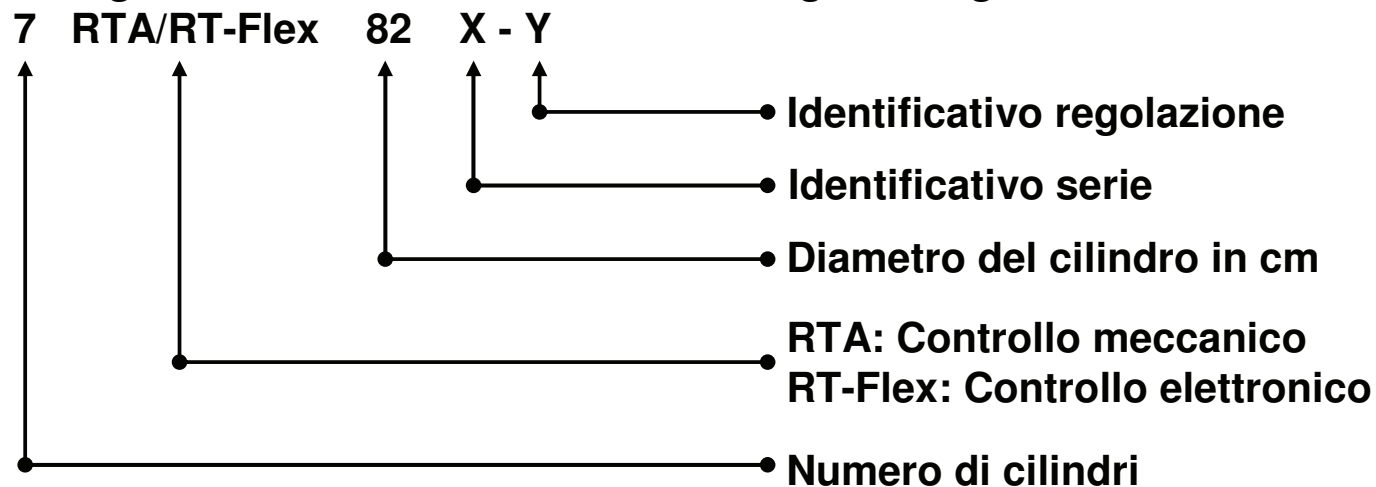 7 RTA/RT-Flex 82 X - Y
Identificativo regolazione
Identificativo serie
Diametro del cilindro in cm
RTA: Controllo meccanico
RT-Flex: Controllo elettronico
Numero di cilindri